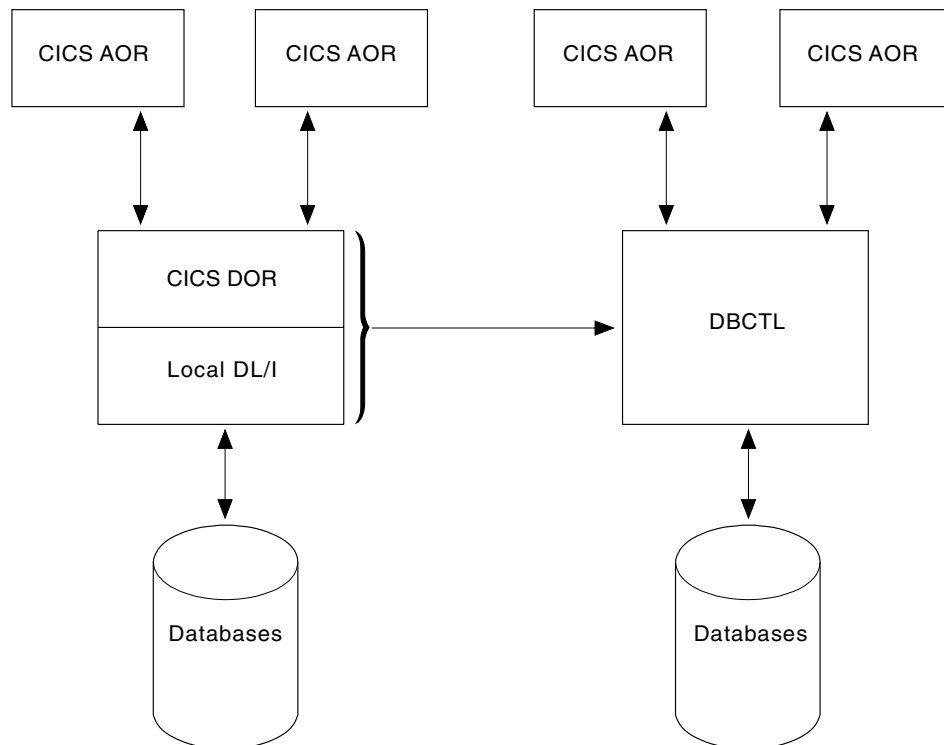 CICS AOR
CICS AOR
CICS AOR
CICS AOR
CICS DOR
Local DL/I
DBCTL
Databases
Databases